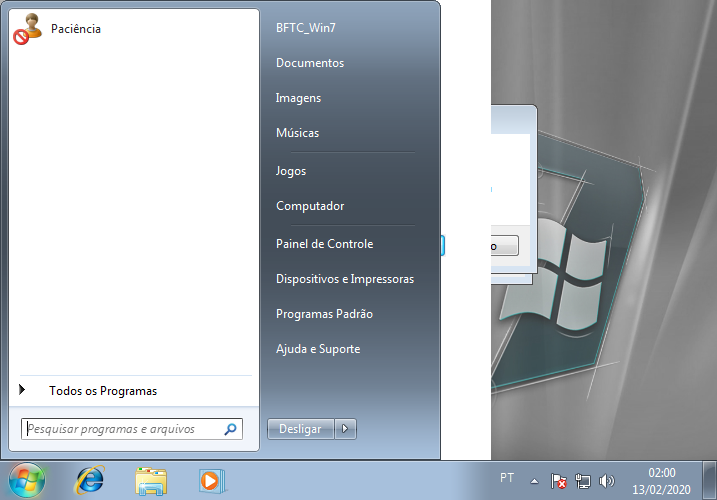 Paciência
Todos os Programas
Pesquisar programas e arquivos
BFTC_Win7
Documentos
Imagens
Músicas
Jogos
Computador
Painel de Controle
Dispositivos e Impressoras
Programas Padrão
Ajuda e Suporte
Desligar
PT
02:00
13/02/2020